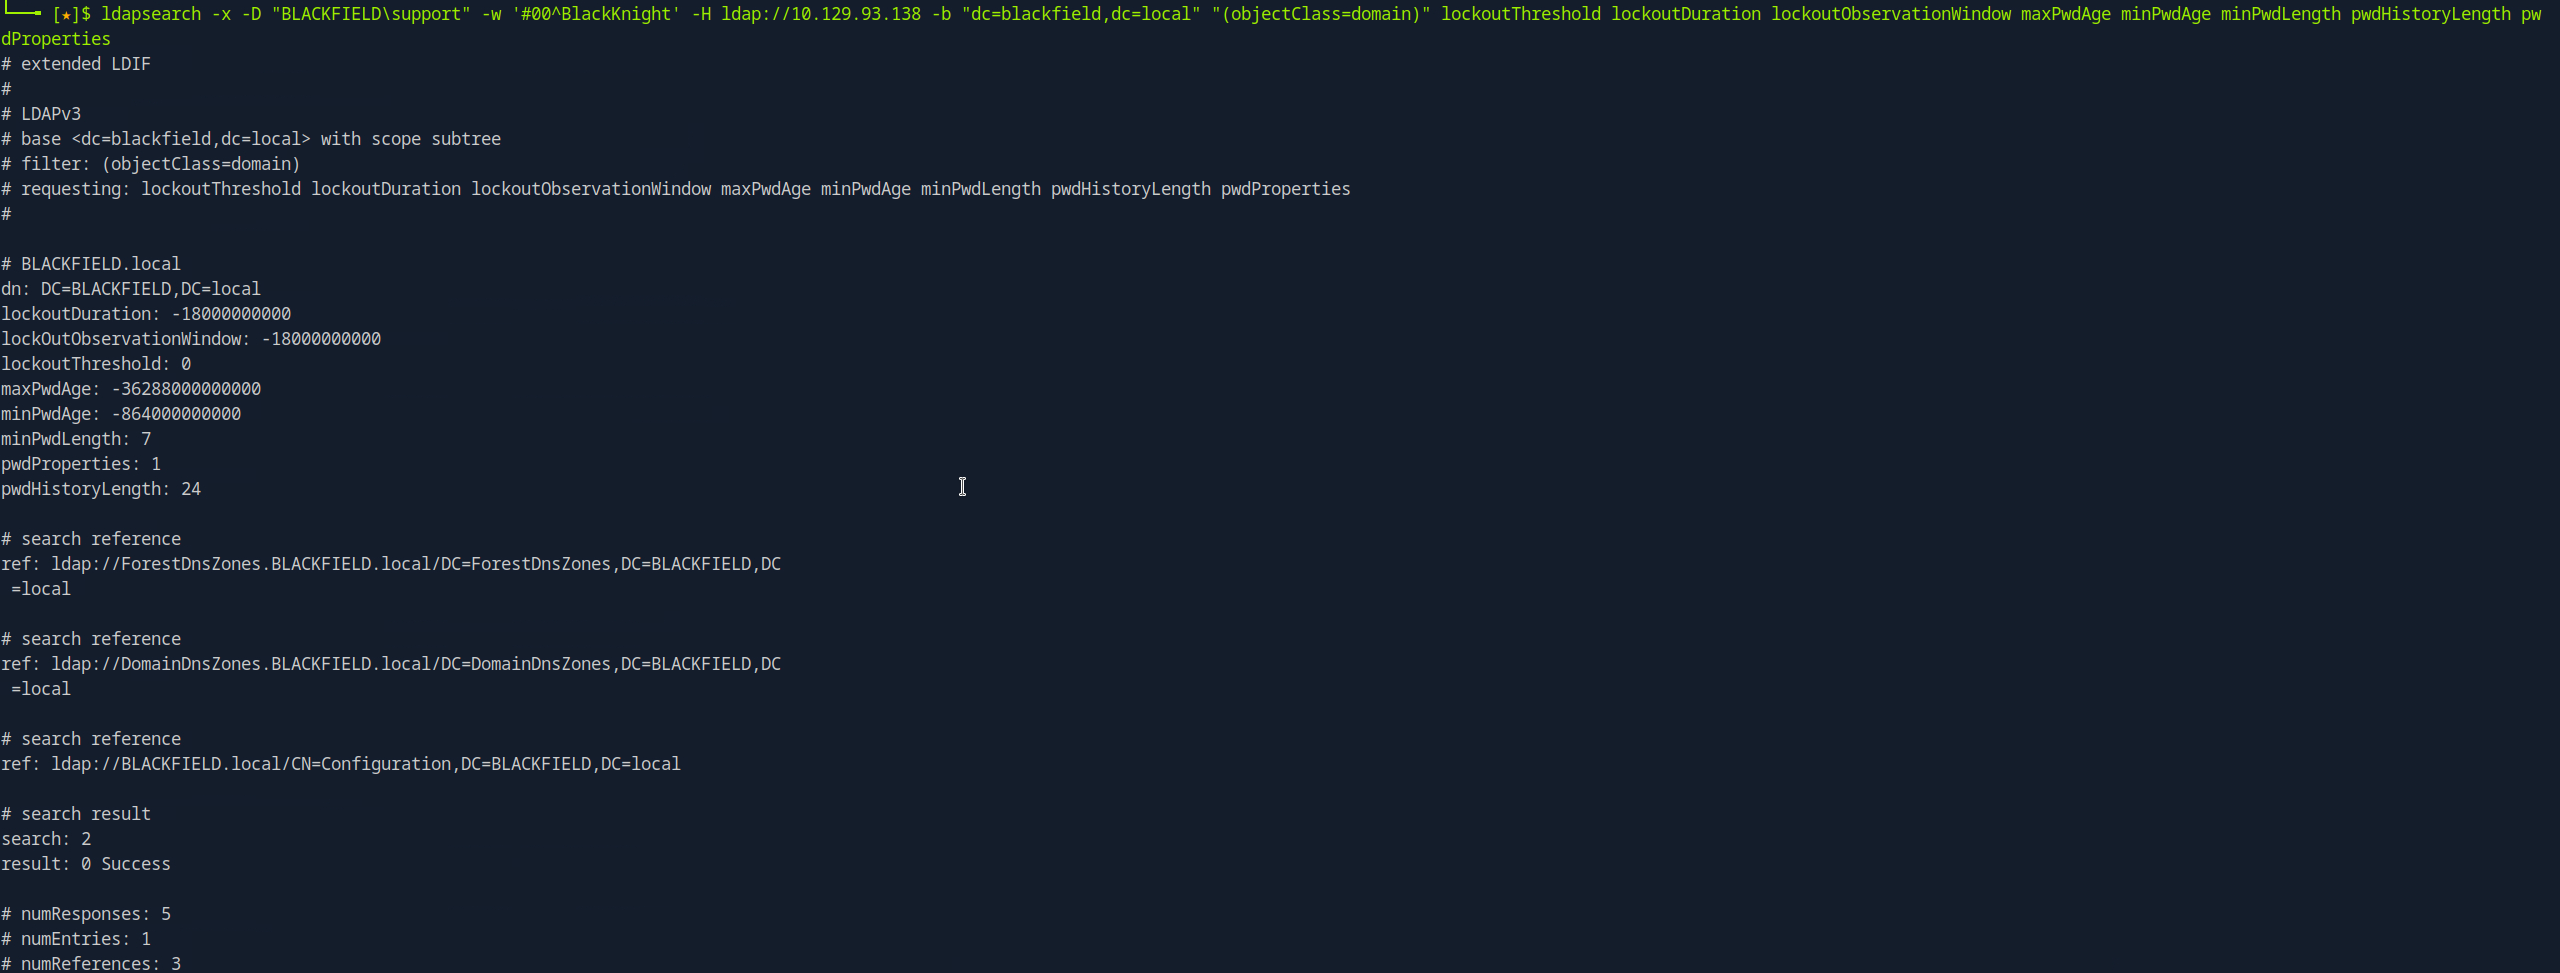 [★]$ ldapsearch -x -D "BLACKFIELD\support" -w '#00^BlackKnight' -H ldap://10.129.93.138 -b "dc=blackfield,dc=local" "(objectClass=domain)" lockoutThreshold lockoutDuration lockoutObservationWindow maxPwdAge minPwdAge minPwdLength pwdHistoryLength pw
dProperties
# extended LDIF
#
# LDAPv3
# base <dc=blackfield,dc=local> with scope subtree
# filter: (objectClass=domain)
# requesting: lockoutThreshold lockoutDuration lockoutObservationWindow maxPwdAge minPwdAge minPwdLength pwdHistoryLength pwdProperties
#

# BLACKFIELD.local
dn: DC=BLACKFIELD,DC=local
lockoutDuration: -18000000000
lockOutObservationWindow: -18000000000
lockoutThreshold: 0
maxPwdAge: -36288000000000
minPwdAge: -864000000000
minPwdLength: 7
pwdProperties: 1
pwdHistoryLength: 24

# search reference
ref: ldap://ForestDnsZones.BLACKFIELD.local/DC=ForestDnsZones,DC=BLACKFIELD,DC
 =local

# search reference
ref: ldap://DomainDnsZones.BLACKFIELD.local/DC=DomainDnsZones,DC=BLACKFIELD,DC
 =local

# search reference
ref: ldap://BLACKFIELD.local/CN=Configuration,DC=BLACKFIELD,DC=local

# search result
search: 2
result: 0 Success

# numResponses: 5
# numEntries: 1
# numReferences: 3